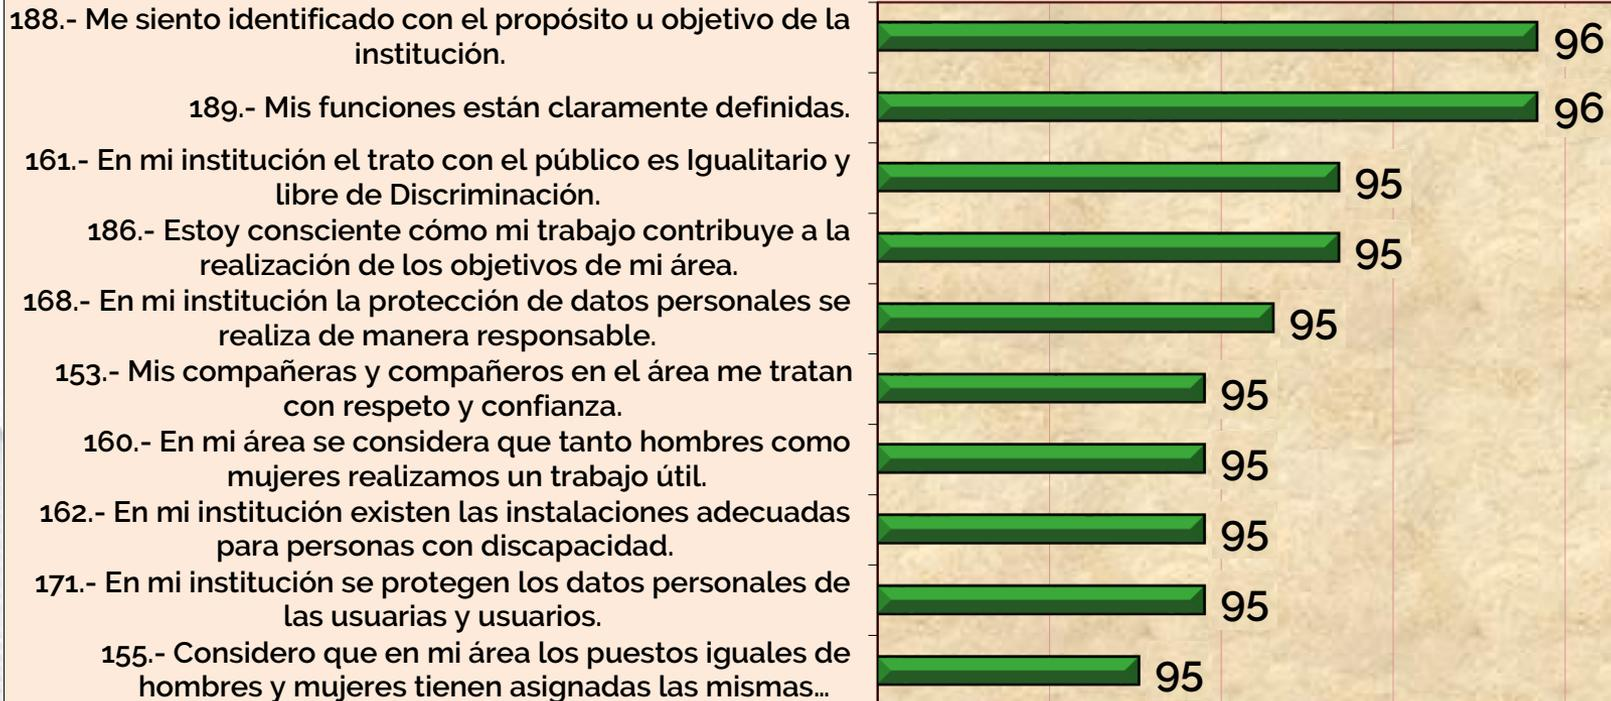 188.- Me siento identificado con el propósito u objetivo de la
institución.
96
189.- Mis funciones están claramente definidas.
96
161.- En mi institución el trato con el público es Igualitario y
libre de Discriminación.
95
186.- Estoy consciente cómo mi trabajo contribuye a la
realización de los objetivos de mi área.
95
168.- En mi institución la protección de datos personales se
realiza de manera responsable.
95
153.- Mis compañeras y compañeros en el área me tratan
con respeto y confianza.
95
160.- En mi área se considera que tanto hombres como
mujeres realizamos un trabajo útil.
95
162.- En mi institución existen las instalaciones adecuadas
para personas con discapacidad.
95
171.- En mi institución se protegen los datos personales de
las usuarias y usuarios.
95
155.- Considero que en mi área los puestos iguales de
hombres y mujeres tienen asignadas las mismas...
95